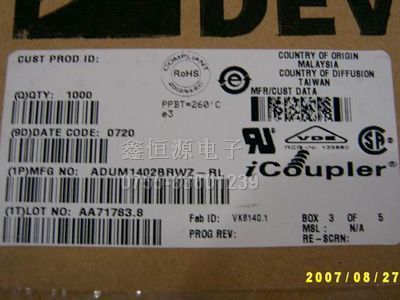 DEV
CUST PROD ID:
COMPLIANT
RoHS
COUNTRY OF ORIGIN
MALAYSIA
COUNTRY OF DIFFUSION
TAIWAN
MFR/CUST DATA
(Q)QTY: 1000
PPBT=260'C
e3
(9D)DATE CODE: 0720
VDE
鑫恒源电子
(1P)MFG NO: ADUM1402BRWZ - RL
iCoupler
(1T)LOT NO: AA71783.8
Fab ID: VK6140.1
BOX 3 OF 5
MSL: N/A
PROG REV:
RE-SCRN:
2007/08/27